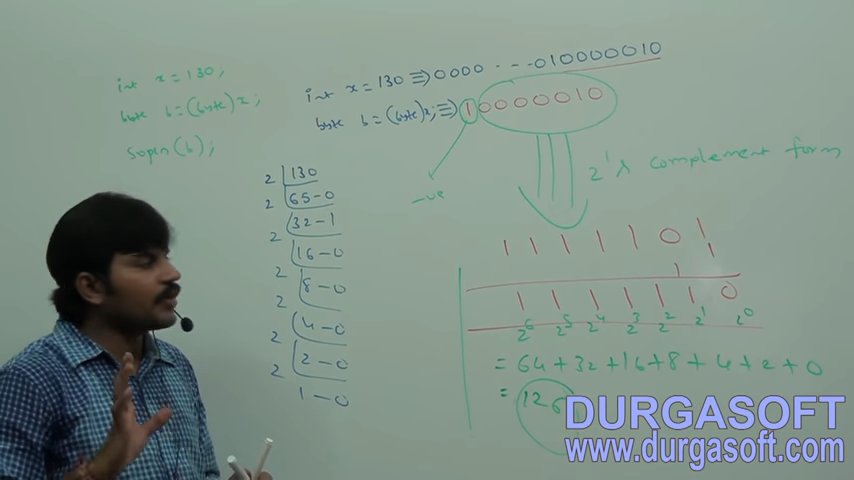 int x = 130;
byte b = (byte) x;
sopln(b);
int x = 130 ⇒ 0000 . . . . 010000010
byte b = (byte)x; ⇒ 10000010
-ve
2's complement form
2 130
2 65-0
2 32-1
2 16-0
2 8-0
2 4-0
2 2-0
1-0
1 1 1 1 1 0 1
1
1
1 1 1 1 1 1 0
2^6 2^5 2^4 2^3 2^2 2^1 2^0
= 64+32+16+8+4+2+0
= 126
DURGASOFT
www.durgasoft.com